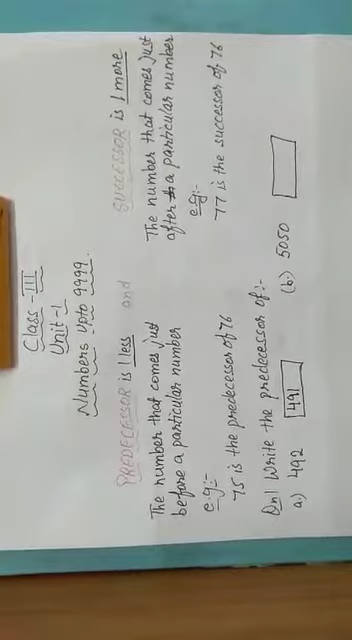 Class - III
Unit-1
Numbers Upto 9999.
PREDECESSOR is 1 less and SUCCESSOR is 1 more
The number that comes just
before a particular number
e.g:-
75 is the predecessor of 76
The number that comes just
after a particular number
e.g:-
77 is the successor of 76
Qn1 Write the predecessor of:-
a.) 492 491 (b.) 5050